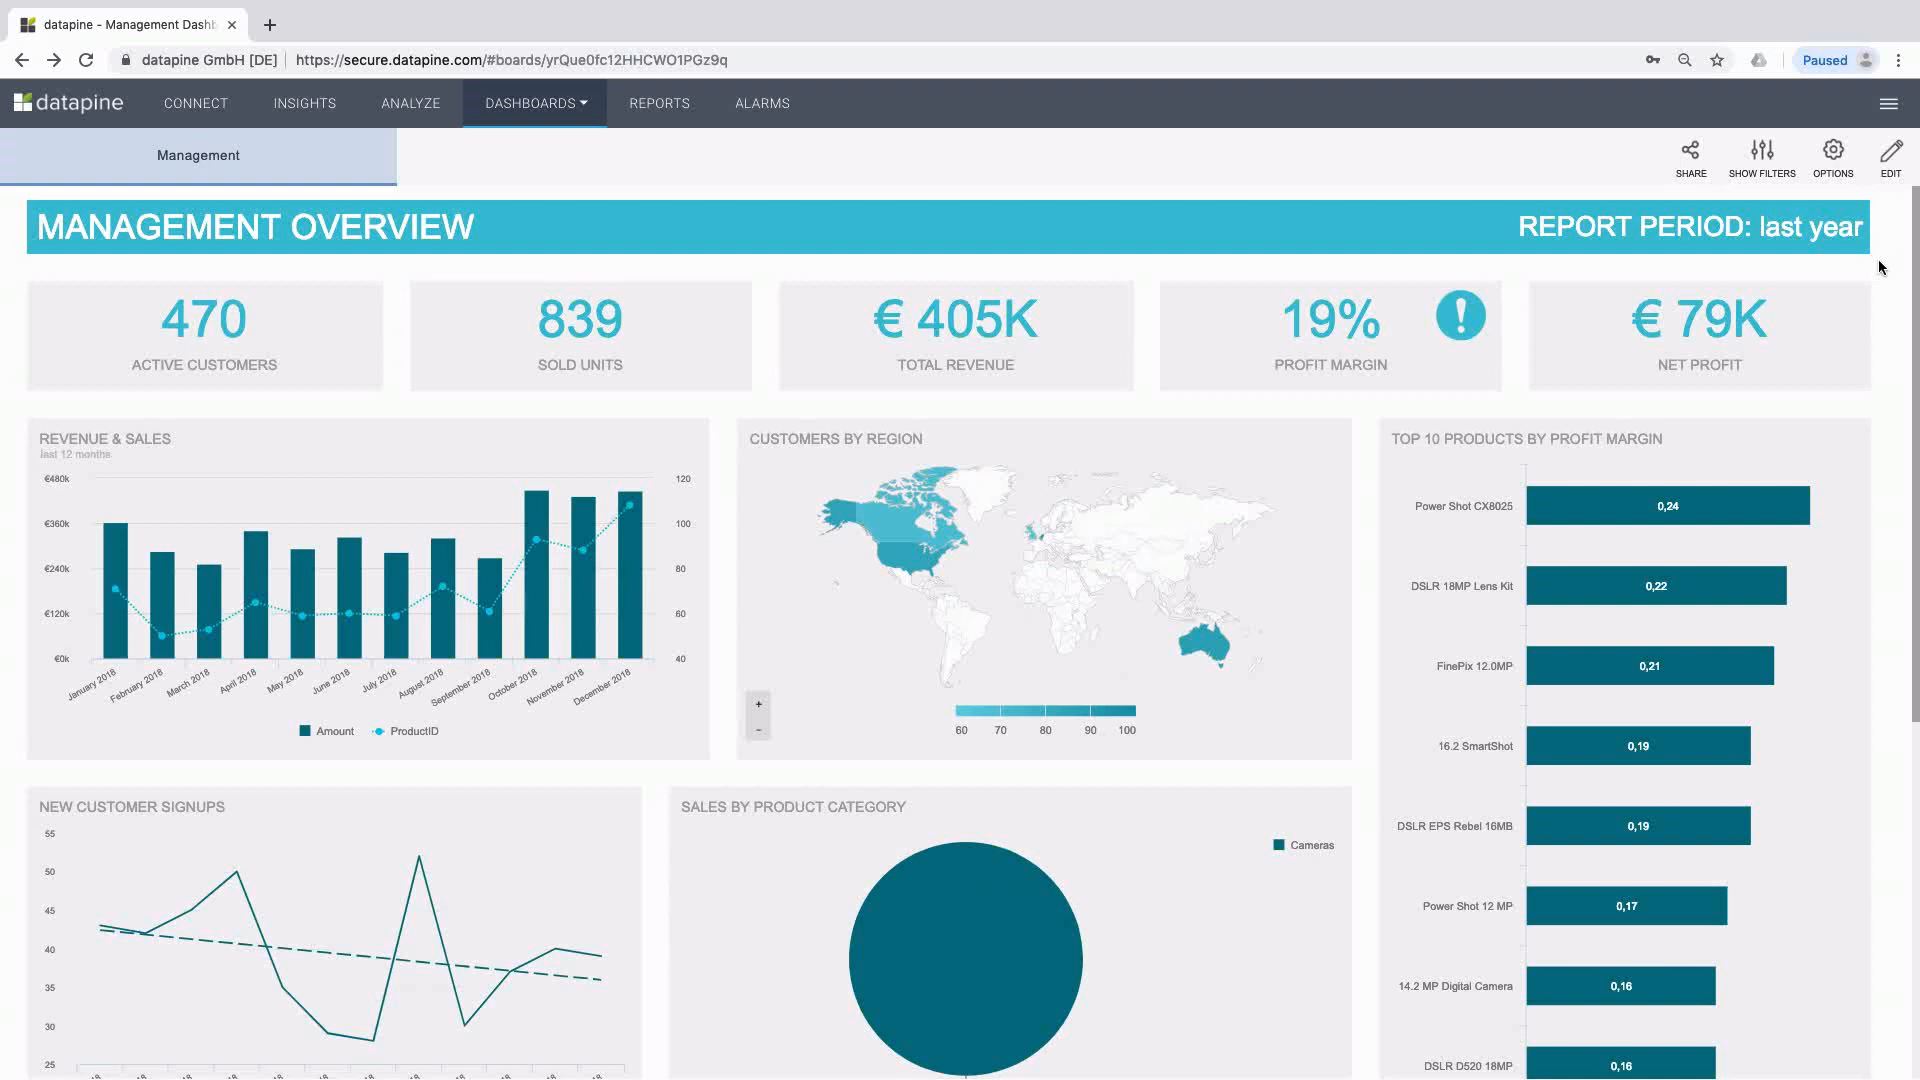 datapine - Management Dashb
datapine GmbH [DE] https://secure.datapine.com/#boards/yrQue0fc12HHCWO1PGz9q
Paused
datapine CONNECT INSIGHTS ANALYZE DASHBOARDS REPORTS ALARMS
Management
SHARE SHOW FILTERS OPTIONS EDIT
MANAGEMENT OVERVIEW REPORT PERIOD: last year
470
ACTIVE CUSTOMERS
839
SOLD UNITS
€ 405K
TOTAL REVENUE
19%
PROFIT MARGIN
€ 79K
NET PROFIT
REVENUE & SALES
last 12 months
€480k
€360k
€240k
€120k
€0k
120
100
80
60
40
January 2018
February 2018
March 2018
April 2018
May 2018
June 2018
July 2018
August 2018
September 2018
October 2018
November 2018
December 2018
Amount ProductID
CUSTOMERS BY REGION
+
-
60 70 80 90 100
TOP 10 PRODUCTS BY PROFIT MARGIN
Power Shot CX8025 0,24
DSLR 18MP Lens Kit 0,22
FinePix 12.0MP 0,21
16.2 SmartShot 0,19
DSLR EPS Rebel 16MB 0,19
Power Shot 12 MP 0,17
14.2 MP Digital Camera 0,16
DSLR D520 18MP 0,16
NEW CUSTOMER SIGNUPS
55
50
45
40
35
30
25
SALES BY PRODUCT CATEGORY
Cameras